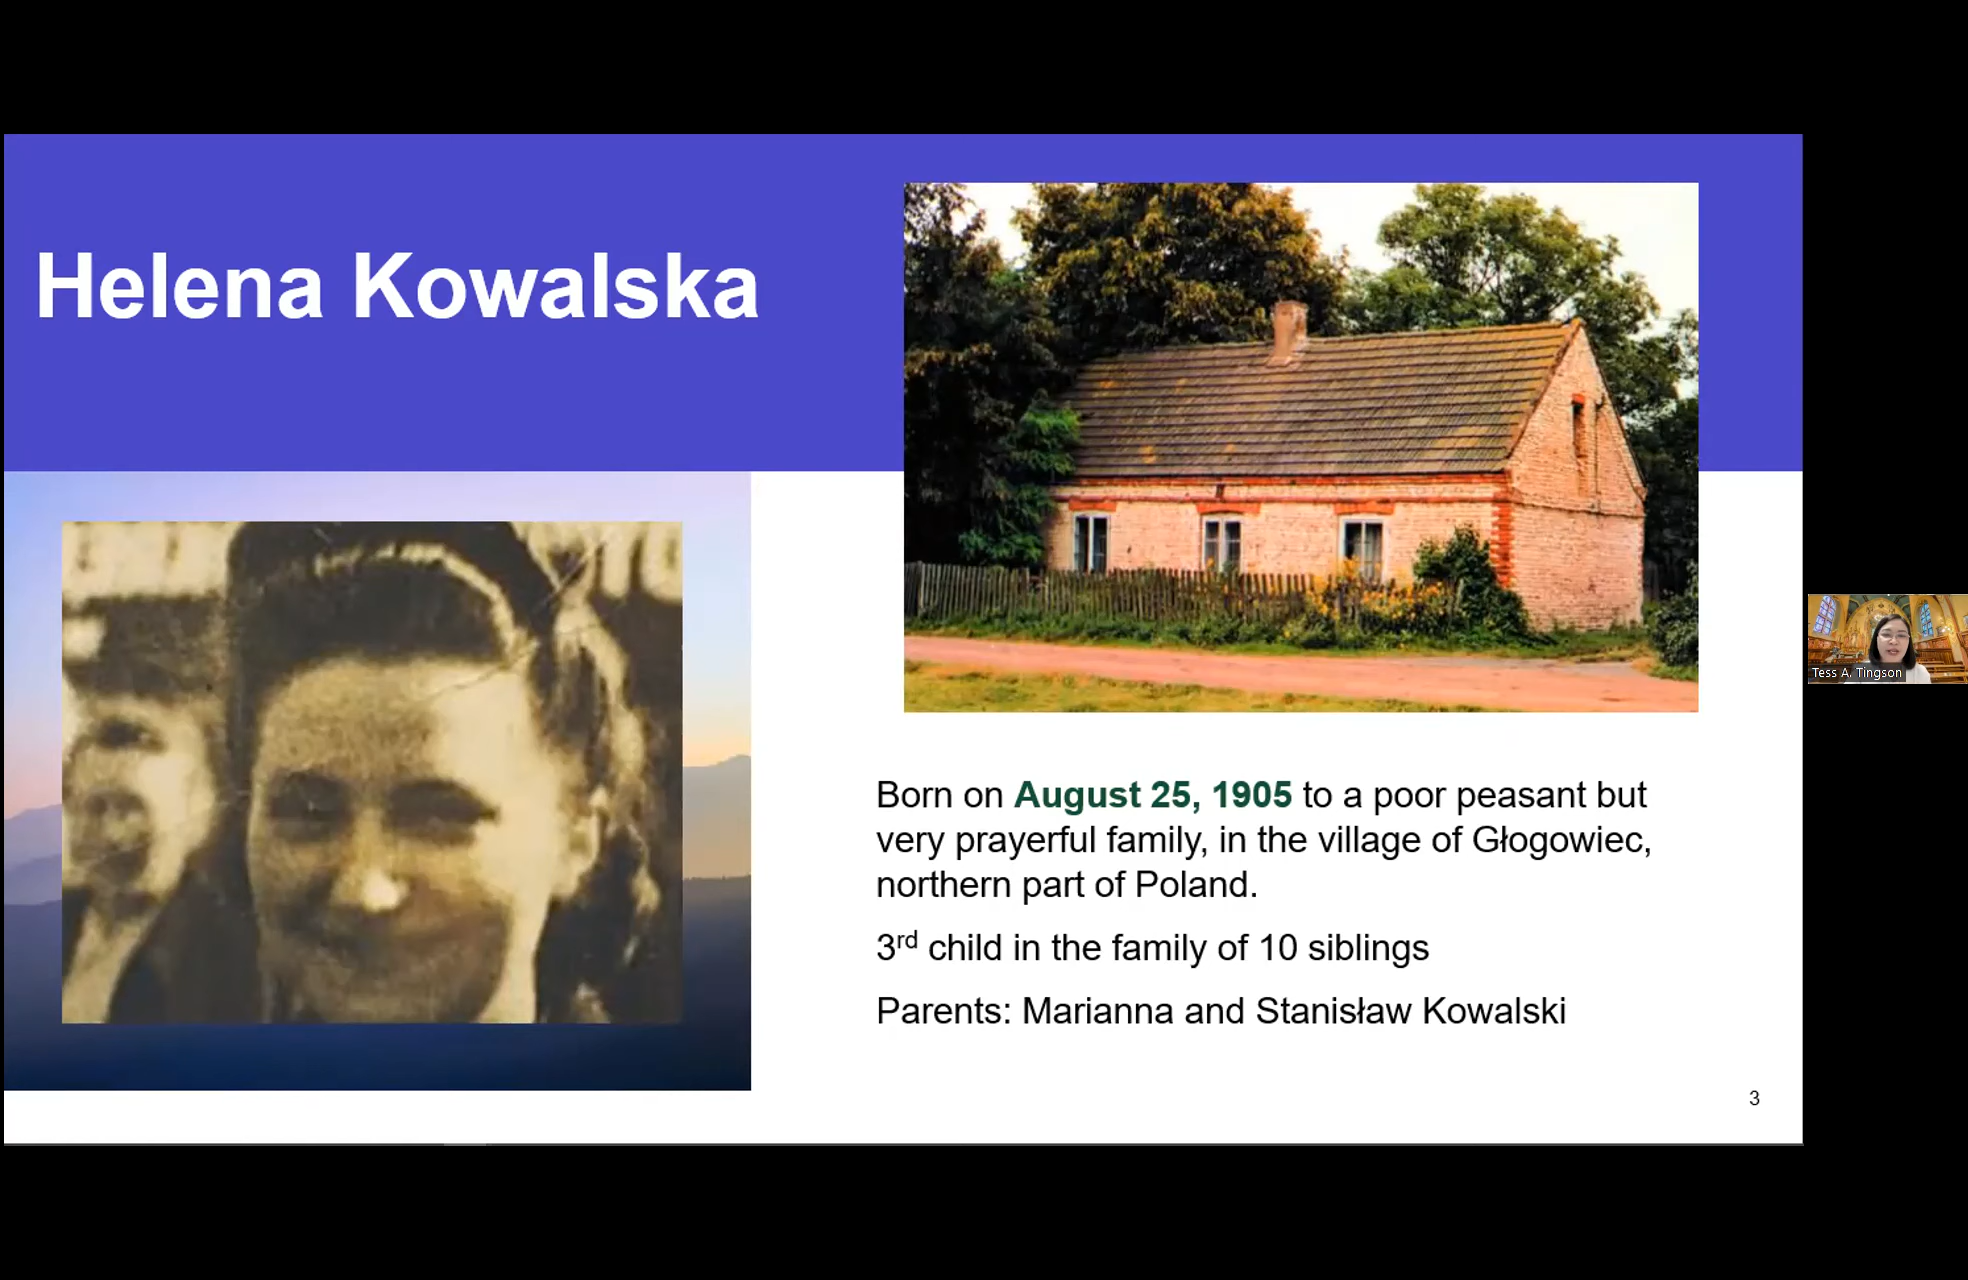 Helena Kowalska
Born on August 25, 1905 to a poor peasant but
very prayerful family, in the village of Głogowiec,
northern part of Poland.
3rd child in the family of 10 siblings
Parents: Marianna and Stanisław Kowalski
3
Tess A. Tingson